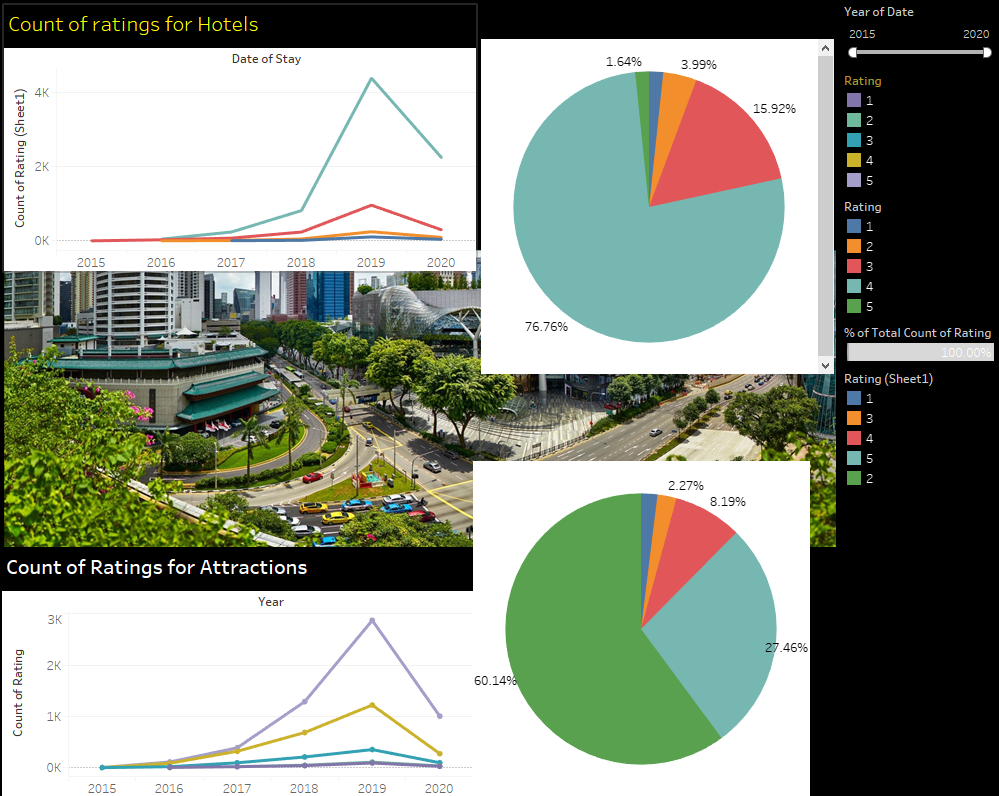 Count of ratings for Hotels
Date of Stay
Count of Rating (Sheet1)
4K
2K
0K
2015 2016 2017 2018 2019 2020
1.64%
3.99%
15.92%
76.76%
Year of Date
2015 2020
Rating
1
2
3
4
5
Rating
1
2
3
4
5
% of Total Count of Rating
100.00%
Rating (Sheet1)
1
3
4
5
2
Count of Ratings for Attractions
Year
Count of Rating
3K
2K
1K
0K
2015 2016 2017 2018 2019 2020
2.27%
8.19%
27.46%
60.14%